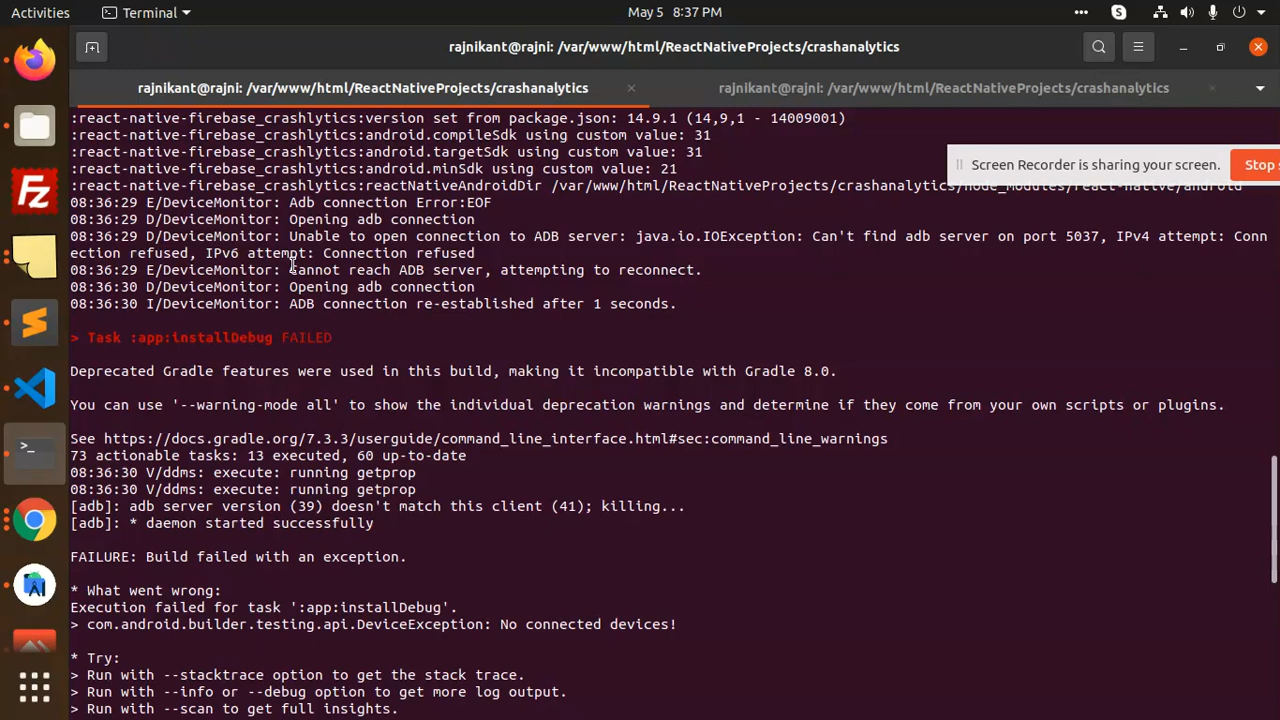 Activities
Terminal
May 5 8:37 PM
rajnikant@rajni: /var/www/html/ReactNativeProjects/crashanalytics
rajnikant@rajni: /var/www/html/ReactNativeProjects/crashanalytics
rajnikant@rajni: /var/www/html/ReactNativeProjects/crashanalytics
:react-native-firebase_crashlytics:version set from package.json: 14.9.1 (14,9,1 - 14009001)
:react-native-firebase_crashlytics:android.compileSdk using custom value: 31
:react-native-firebase_crashlytics:android.targetSdk using custom value: 31
Screen Recorder is sharing your screen.
Stop s
:react-native-firebase_crashlytics:android.minSdk using custom value: 21
:react-native-firebase_crashlytics:reactNativeAndroidDir /var/www/html/ReactNativeProjects/crashanalytics/node_modules/react-native/android
08:36:29 E/DeviceMonitor: Adb connection Error:EOF
08:36:29 D/DeviceMonitor: Opening adb connection
08:36:29 D/DeviceMonitor: Unable to open connection to ADB server: java.io.IOException: Can't find adb server on port 5037, IPv4 attempt: Conn
ection refused, IPv6 attempt: Connection refused
08:36:29 E/DeviceMonitor: Cannot reach ADB server, attempting to reconnect.
08:36:30 D/DeviceMonitor: Opening adb connection
08:36:30 I/DeviceMonitor: ADB connection re-established after 1 seconds.
> Task :app:installDebug FAILED
Deprecated Gradle features were used in this build, making it incompatible with Gradle 8.0.
You can use '--warning-mode all' to show the individual deprecation warnings and determine if they come from your own scripts or plugins.
See https://docs.gradle.org/7.3.3/userguide/command_line_interface.html#sec:command_line_warnings
73 actionable tasks: 13 executed, 60 up-to-date
08:36:30 V/ddms: execute: running getprop
08:36:30 V/ddms: execute: running getprop
[adb]: adb server version (39) doesn't match this client (41); killing...
[adb]: * daemon started successfully
FAILURE: Build failed with an exception.
* What went wrong:
Execution failed for task ':app:installDebug'.
> com.android.builder.testing.api.DeviceException: No connected devices!
* Try:
> Run with --stacktrace option to get the stack trace.
> Run with --info or --debug option to get more log output.
> Run with --scan to get full insights.